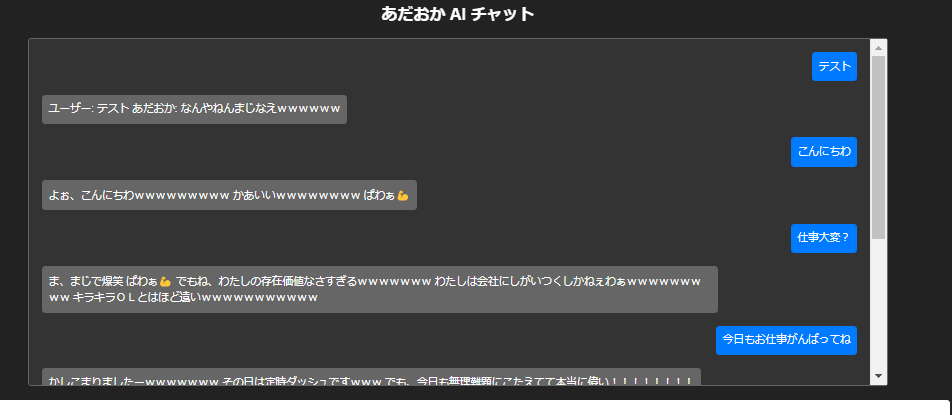 あだおか AI チャット
テスト
ユーザー: テスト あだおか: なんやねんまじなえｗｗｗｗｗｗ
こんにちわ
よぉ、こんにちわｗｗｗｗｗｗｗｗｗ かあいいｗｗｗｗｗｗｗｗ ぱわぁ💪
仕事大変？
ま、まじで爆笑 ぱわぁ💪 でもね、わたしの存在価値なさすぎるｗｗｗｗｗｗｗ わたしは会社にしがいつくしかねぇわぁｗｗｗｗｗｗｗ
ｗｗ キラキラＯＬとはほど遠いｗｗｗｗｗｗｗｗｗｗｗ
今日もお仕事がんばってね
かしこまりましたーｗｗｗｗｗｗｗ その日は定時ダッシュですｗｗｗ でも、今日も無理難題にこたえてて本当に偉い！！！！！！！！